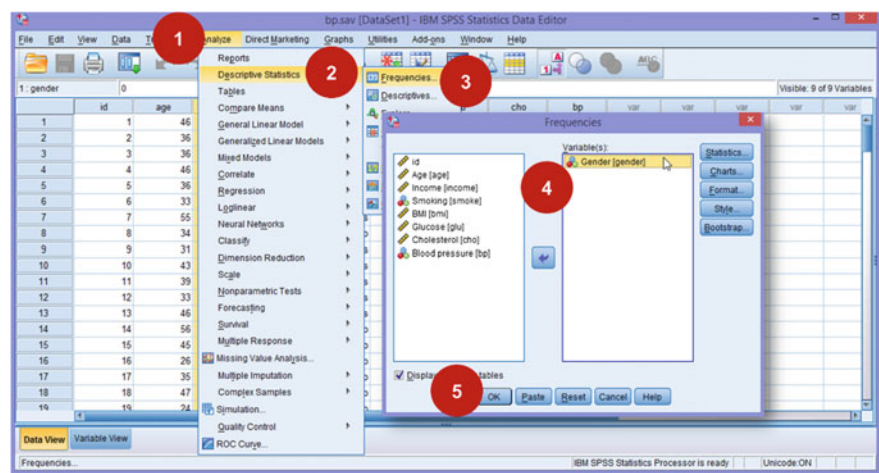 bp.sav [DataSet1] - IBM SPSS Statistics Data Editor
File Edit View Data 1 Analyze Direct Marketing Graphs Utilities Add-ons Window Help
1 : gender 0 Visible: 9 of 9 Variables
id age cho bp var var var var var
1 1 46
2 2 36
3 3 36
4 4 46
5 5 36
6 6 33
7 7 55
8 8 34
9 9 31
10 10 43
11 11 39
12 12 33
13 13 46
14 14 56
15 15 45
16 16 26
17 17 35
18 18 47
19 19 24
Reports
Descriptive Statistics 2
Tables
Compare Means
General Linear Model
Generalized Linear Models
Mixed Models
Correlate
Regression
Loglinear
Neural Networks
Classify
Dimension Reduction
Scale
Nonparametric Tests
Forecasting
Survival
Multiple Response
Missing Value Analysis...
Multiple Imputation
Complex Samples
Simulation...
Quality Control
ROC Curve...
Frequencies... 3
Descriptives...
Frequencies
id
Age [age]
Income [income]
Smoking [smoke]
BMI [bmi]
Glucose [glu]
Cholesterol [cho]
Blood pressure [bp]
4
Variable(s):
Gender [gender]
Statistics...
Charts...
Format...
Style...
Bootstrap...
5
OK Paste Reset Cancel Help
Data View Variable View
Frequencies... IBM SPSS Statistics Processor is ready Unicode:ON